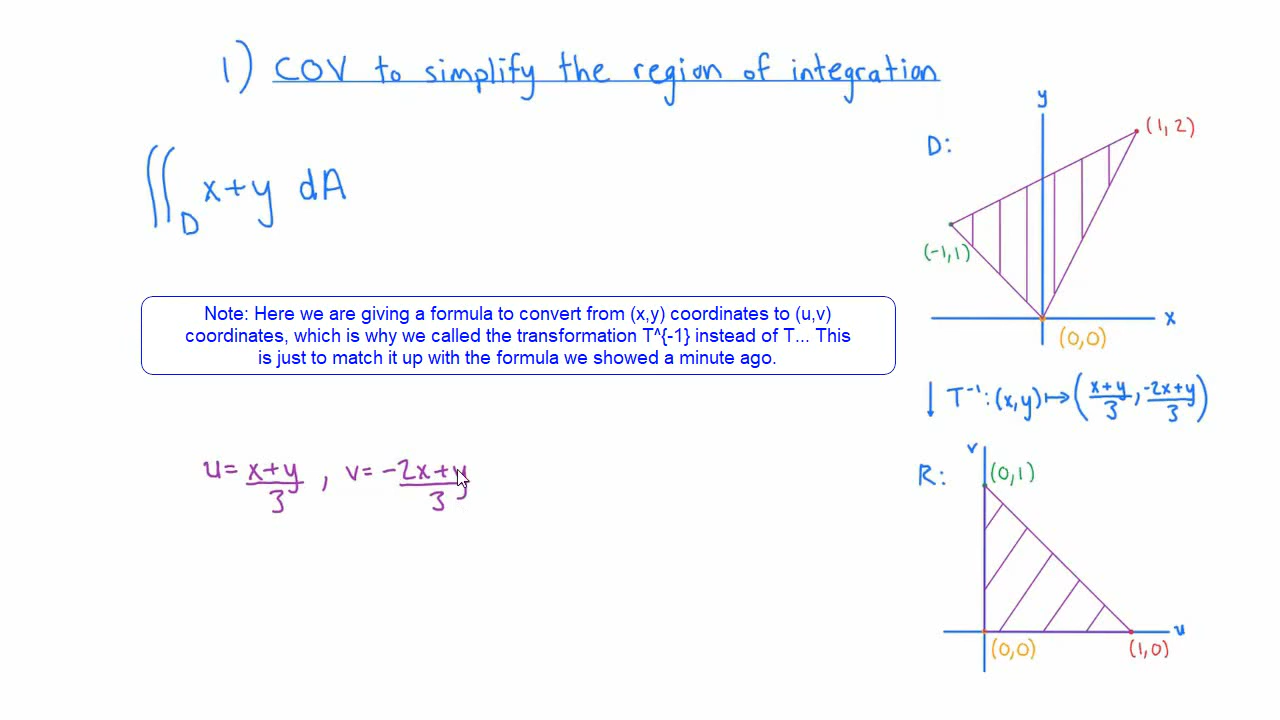 1) COV to simplify the region of integration
∬_D x+y dA
Note: Here we are giving a formula to convert from (x,y) coordinates to (u,v)
coordinates, which is why we called the transformation T^{-1} instead of T... This
is just to match it up with the formula we showed a minute ago.
u = (x+y)/3 , v = (-2x+y)/3
D:
y
(1,2)
(-1,1)
x
(0,0)
↓ T⁻¹: (x,y) ↦ ((x+y)/3, (-2x+y)/3)
R:
v
(0,1)
u
(0,0)
(1,0)